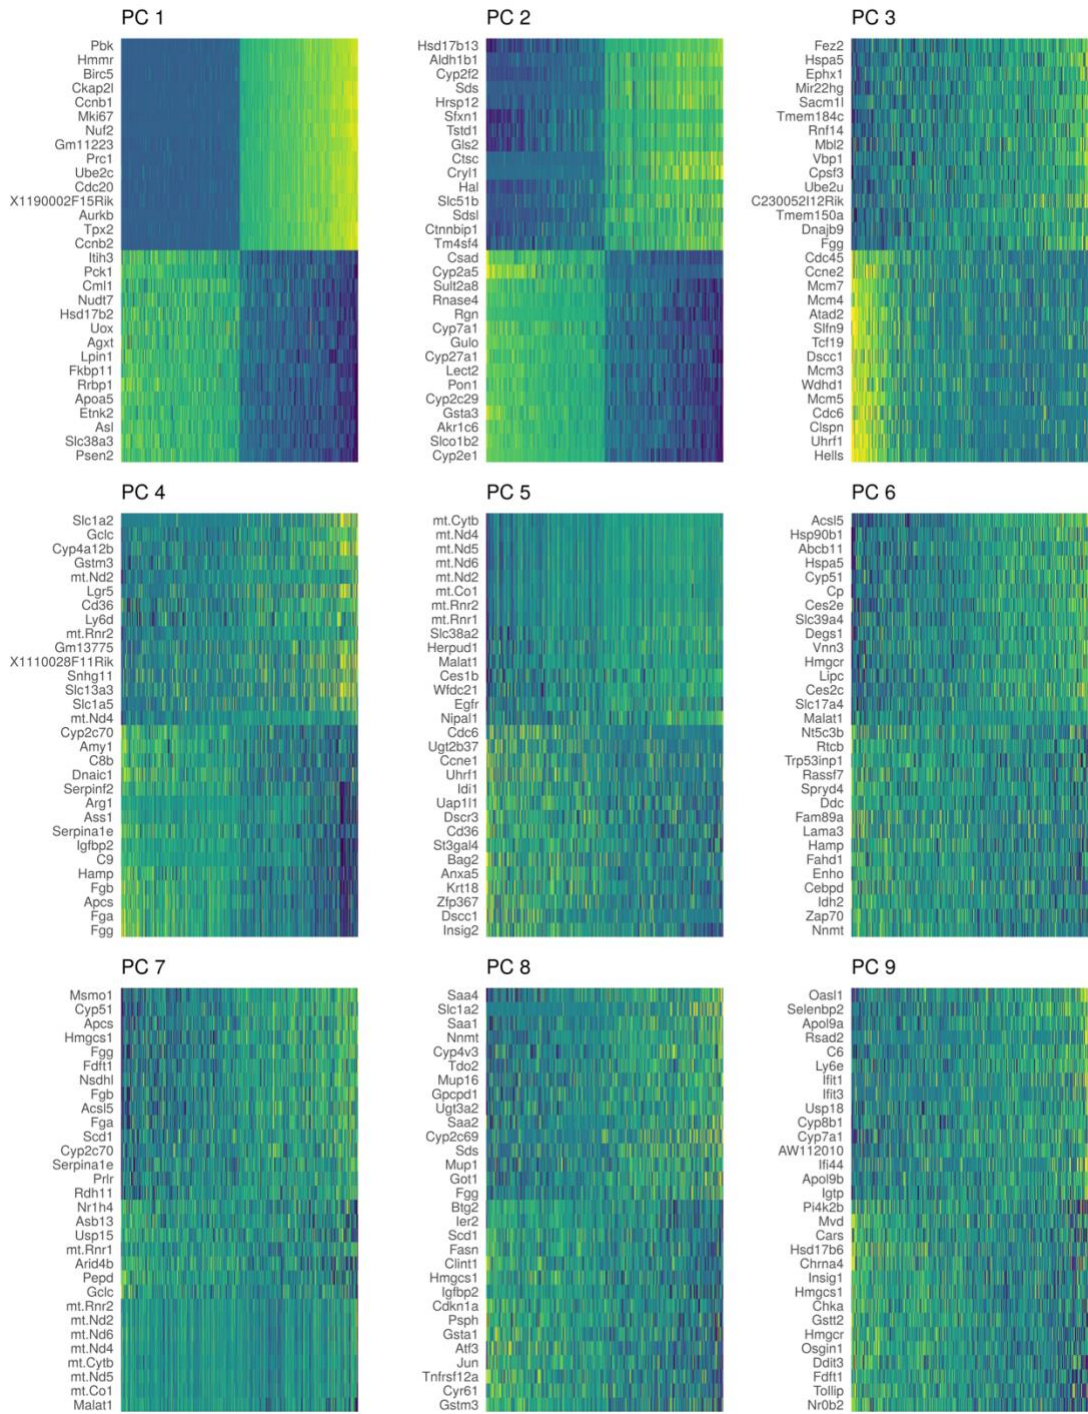 PC 1
Pbk
Hmmr
Birc5
Ckap2l
Ccnb1
Mki67
Nuf2
Gm11223
Prc1
Ube2c
Cdc20
X1190002F15Rik
Aurkb
Tpx2
Ccnb2
Itih3
Pck1
Cml1
Nudt7
Hsd17b2
Uox
Agxt
Lpin1
Fkbp11
Rrbp1
Apoa5
Etnk2
Asl
Slc38a3
Psen2
PC 2
Hsd17b13
Aldh1b1
Cyp2f2
Sds
Hrsp12
Sfxn1
Tstd1
Gls2
Ctsc
Cryl1
Hal
Slc51b
Sdsl
Ctnnbip1
Tm4sf4
Csad
Cyp2a5
Sult2a8
Rnase4
Rgn
Cyp7a1
Gulo
Cyp27a1
Lect2
Pon1
Cyp2c29
Gsta3
Akr1c6
Slco1b2
Cyp2e1
PC 3
Fez2
Hspa5
Ephx1
Mir22hg
Sacm1l
Tmem184c
Rnf14
Mbl2
Vbp1
Cpsf3
Ube2u
C230052I12Rik
Tmem150a
Dnajb9
Fgg
Cdc45
Ccne2
Mcm7
Mcm4
Atad2
Slfn9
Tcf19
Dscc1
Mcm3
Wdhd1
Mcm5
Cdc6
Clspn
Uhrf1
Hells
PC 4
Slc1a2
Gclc
Cyp4a12b
Gstm3
mt.Nd2
Lgr5
Cd36
Ly6d
mt.Rnr2
Gm13775
X1110028F11Rik
Snhg11
Slc13a3
Slc1a5
mt.Nd4
Cyp2c70
Amy1
C8b
Dnaic1
Serpinf2
Arg1
Ass1
Serpina1e
Igfbp2
C9
Hamp
Fgb
Apcs
Fga
Fgg
PC 5
mt.Cytb
mt.Nd4
mt.Nd5
mt.Nd6
mt.Nd2
mt.Co1
mt.Rnr2
mt.Rnr1
Slc38a2
Herpud1
Malat1
Ces1b
Wfdc21
Egfr
Nipal1
Cdc6
Ugt2b37
Ccne1
Uhrf1
Idi1
Uap1l1
Dscr3
Cd36
St3gal4
Bag2
Anxa5
Krt18
Zfp367
Dscc1
Insig2
PC 6
Acsl5
Hsp90b1
Abcb11
Hspa5
Cyp51
Cp
Ces2e
Slc39a4
Degs1
Vnn3
Hmgcr
Lipc
Ces2c
Slc17a4
Malat1
Nt5c3b
Rtcb
Trp53inp1
Rassf7
Spryd4
Ddc
Fam89a
Lama3
Hamp
Fahd1
Enho
Cebpd
Idh2
Zap70
Nnmt
PC 7
Msmo1
Cyp51
Apcs
Hmgcs1
Fgg
Fdft1
Nsdhl
Fgb
Acsl5
Fga
Scd1
Cyp2c70
Serpina1e
Prlr
Rdh11
Nr1h4
Asb13
Usp15
mt.Rnr1
Arid4b
Pepd
Gclc
mt.Rnr2
mt.Nd2
mt.Nd6
mt.Nd4
mt.Cytb
mt.Nd5
mt.Co1
Malat1
PC 8
Saa4
Slc1a2
Saa1
Nnmt
Cyp4v3
Tdo2
Mup16
Gpcpd1
Ugt3a2
Saa2
Cyp2c69
Sds
Mup1
Got1
Fgg
Btg2
Ier2
Scd1
Fasn
Clint1
Hmgcs1
Igfbp2
Cdkn1a
Psph
Gsta1
Atf3
Jun
Tnfrsf12a
Cyr61
Gstm3
PC 9
Oasl1
Selenbp2
Apol9a
Rsad2
C6
Ly6e
Ifit1
Ifit3
Usp18
Cyp8b1
Cyp7a1
AW112010
Ifi44
Apol9b
Igtp
Pi4k2b
Mvd
Cars
Hsd17b6
Chrna4
Insig1
Hmgcs1
Chka
Gstt2
Hmgcr
Osgin1
Ddit3
Fdft1
Tollip
Nr0b2